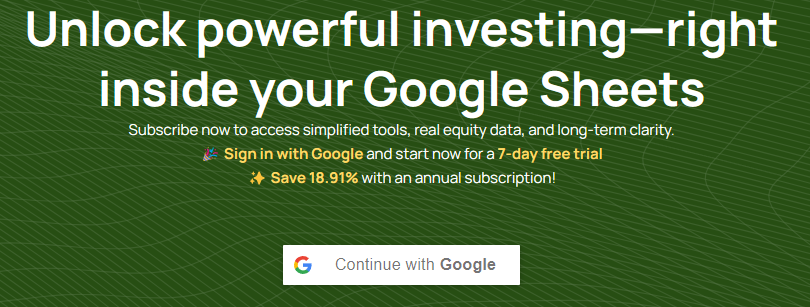 Unlock powerful investing—right
inside your Google Sheets
Subscribe now to access simplified tools, real equity data, and long-term clarity.
🎉 Sign in with Google and start now for a 7-day free trial
✨ Save 18.91% with an annual subscription!
Continue with Google